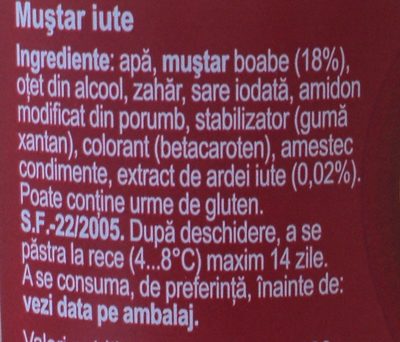 Muştar iute
Ingrediente: apă, muştar boabe (18%),
oţet din alcool, zahăr, sare iodată, amidon
modificat din porumb, stabilizator (gumă
xantan), colorant (betacaroten), amestec
condimente, extract de ardei iute (0,02%).
Poate conţine urme de gluten.
S.F.-22/2005. După deschidere, a se
păstra la rece (4...8°C) maxim 14 zile.
A se consuma, de preferinţă, înainte de:
vezi data pe ambalaj.